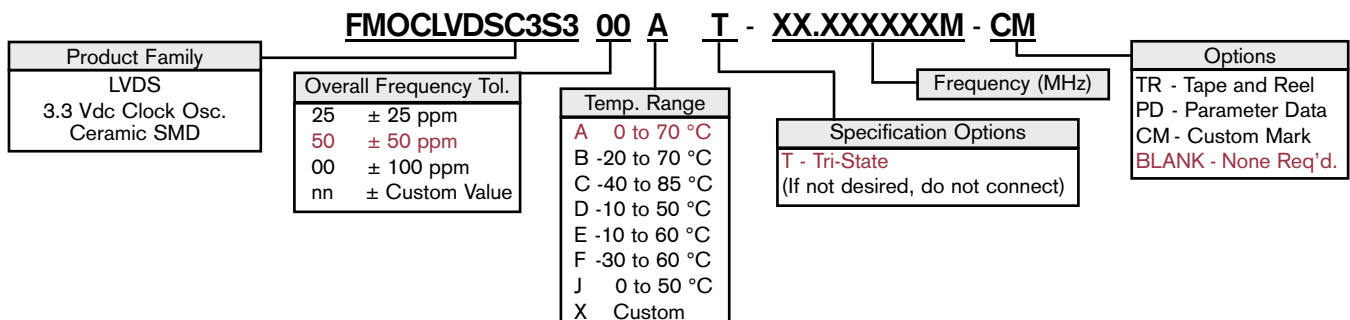 FMOCLVDSC3S3 00 A T - XX.XXXXXXM - CM
Product Family
LVDS
3.3 Vdc Clock Osc.
Ceramic SMD
Overall Frequency Tol.
25 ± 25 ppm
50 ± 50 ppm
00 ± 100 ppm
nn ± Custom Value
Temp. Range
A 0 to 70 °C
B -20 to 70 °C
C -40 to 85 °C
D -10 to 50 °C
E -10 to 60 °C
F -30 to 60 °C
J 0 to 50 °C
X Custom
Specification Options
T - Tri-State
(If not desired, do not connect)
Frequency (MHz)
Options
TR - Tape and Reel
PD - Parameter Data
CM - Custom Mark
BLANK - None Req'd.